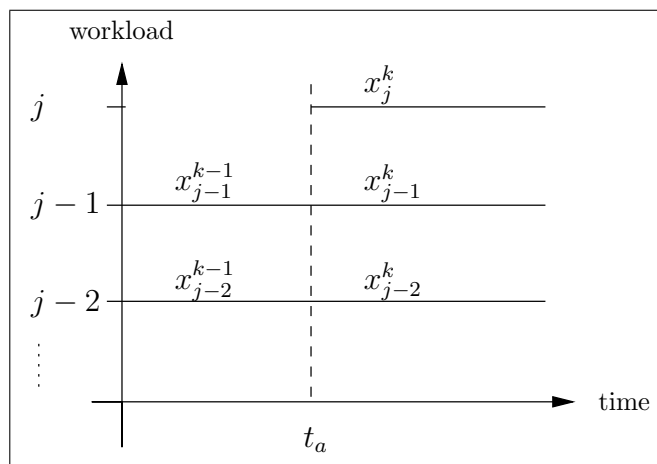 workload
j
x_j^k
x_{j-1}^{k-1}
x_{j-1}^k
j − 1
x_{j-2}^{k-1}
x_{j-2}^k
j − 2
time
t_a